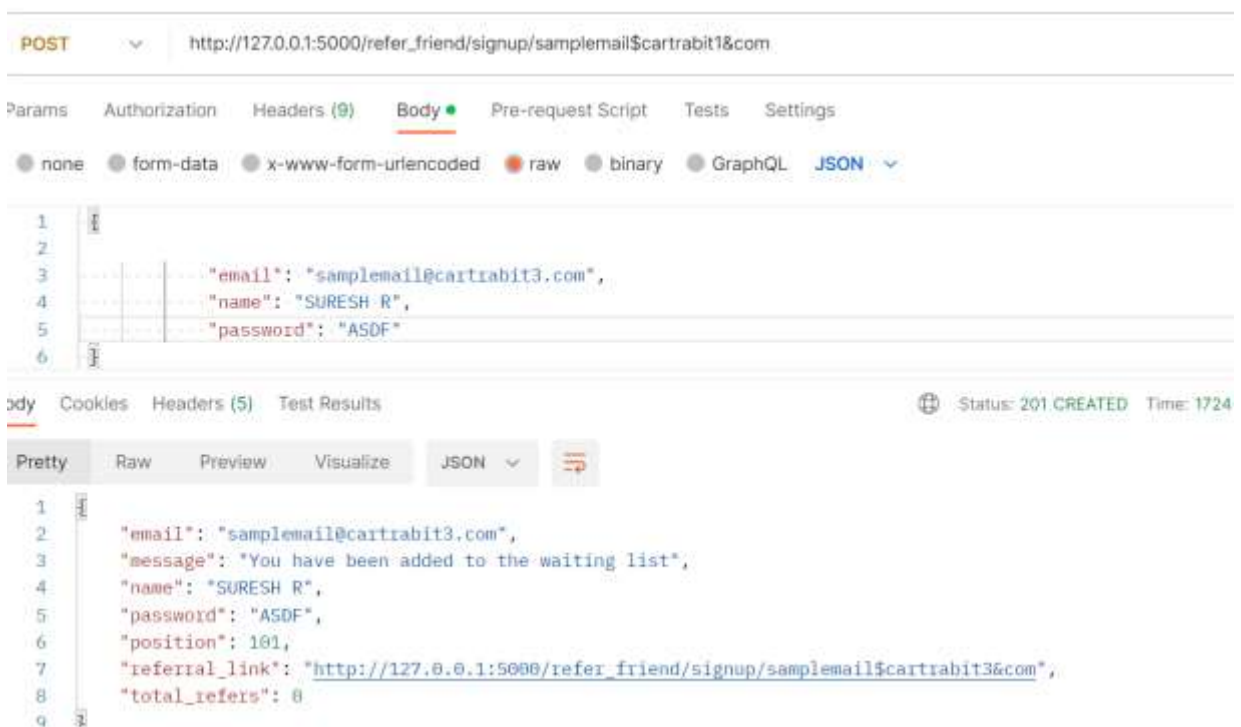 POST http://127.0.0.1:5000/refer_friend/signup/samplemail$cartrabit1&com
Params Authorization Headers (9) Body Pre-request Script Tests Settings
none form-data x-www-form-urlencoded raw binary GraphQL JSON
1 {
2
3 "email": "samplemail@cartrabit3.com",
4 "name": "SURESH R",
5 "password": "ASDF"
6 }
ody Cookies Headers (5) Test Results Status: 201 CREATED Time: 1724
Pretty Raw Preview Visualize JSON
1 {
2 "email": "samplemail@cartrabit3.com",
3 "message": "You have been added to the waiting list",
4 "name": "SURESH R",
5 "password": "ASDF",
6 "position": 101,
7 "referral_link": "http://127.0.0.1:5000/refer_friend/signup/samplemail$cartrabit3&com",
8 "total_refers": 0
9 }